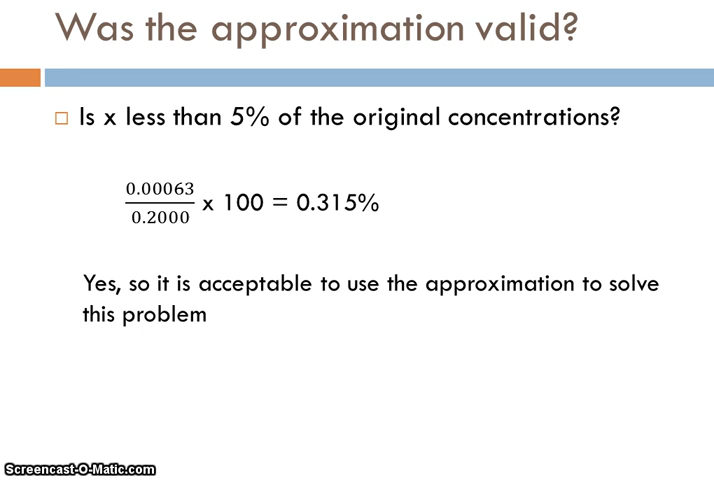 Was the approximation valid?
Is x less than 5% of the original concentrations?
0.00063
0.2000
x 100 = 0.315%
Yes, so it is acceptable to use the approximation to solve
this problem
Screencast-O-Matic.com